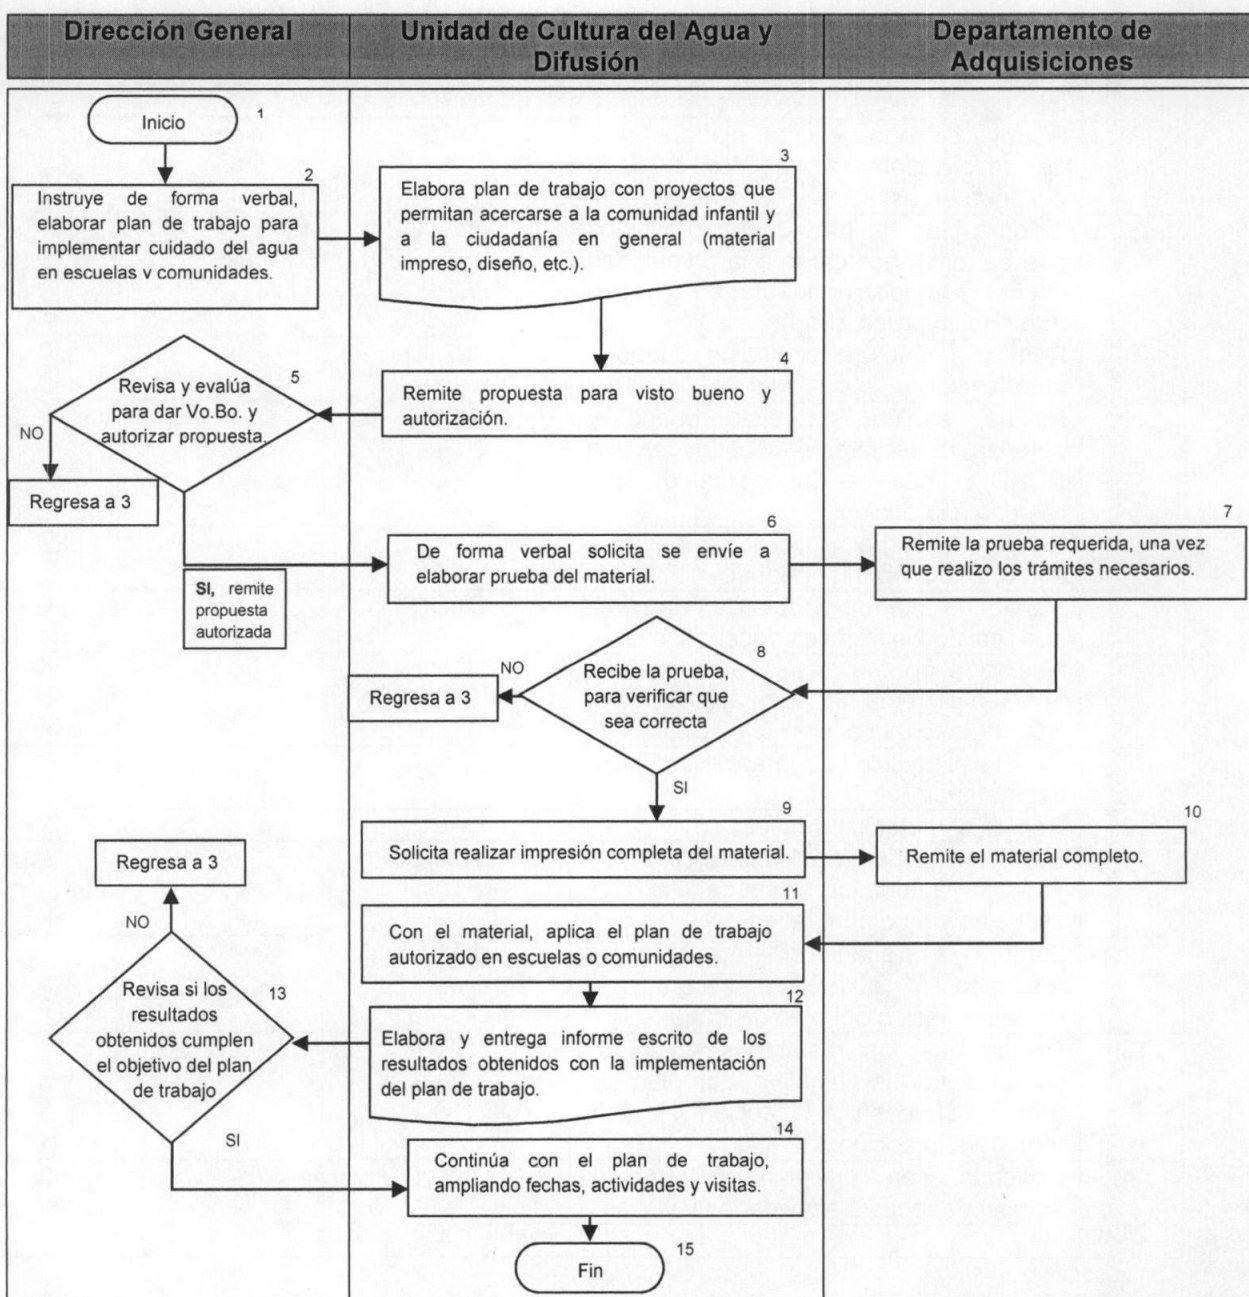 Dirección General
Unidad de Cultura del Agua y
Difusión
Departamento de
Adquisiciones
Inicio
1
2
Instruye de forma verbal,
elaborar plan de trabajo para
implementar cuidado del agua
en escuelas y comunidades.
3
Elabora plan de trabajo con proyectos que
permitan acercarse a la comunidad infantil y
a la ciudadanía en general (material
impreso, diseño, etc.).
4
Remite propuesta para visto bueno y
autorización.
5
Revisa y evalúa
para dar Vo.Bo. y
autorizar propuesta.
NO
Regresa a 3
SI, remite
propuesta
autorizada
6
De forma verbal solicita se envíe a
elaborar prueba del material.
7
Remite la prueba requerida, una vez
que realizo los trámites necesarios.
8
Recibe la prueba,
para verificar que
sea correcta
NO
Regresa a 3
SI
9
Solicita realizar impresión completa del material.
10
Remite el material completo.
11
Con el material, aplica el plan de trabajo
autorizado en escuelas o comunidades.
12
Elabora y entrega informe escrito de los
resultados obtenidos con la implementación
del plan de trabajo.
13
Revisa si los
resultados
obtenidos cumplen
el objetivo del plan
de trabajo
NO
Regresa a 3
SI
14
Continúa con el plan de trabajo,
ampliando fechas, actividades y visitas.
15
Fin